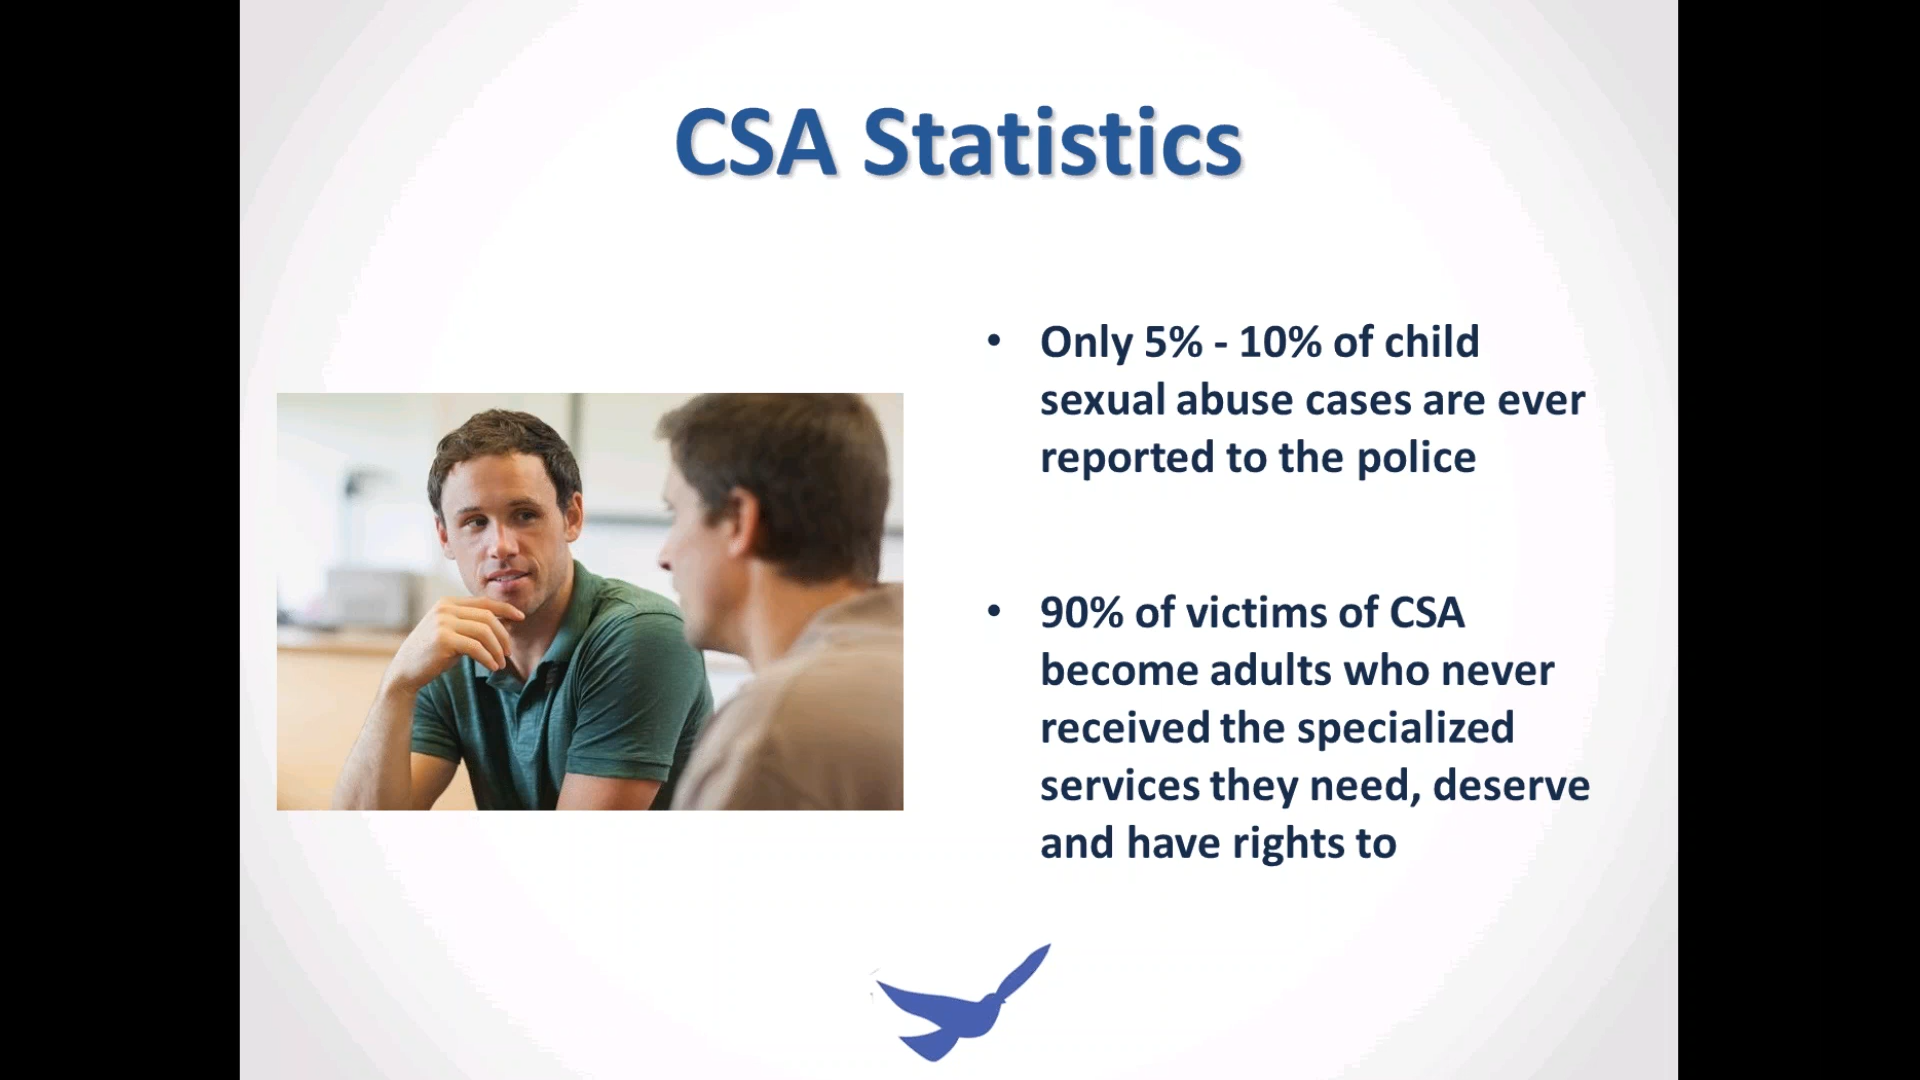 CSA Statistics
• Only 5% - 10% of child
sexual abuse cases are ever
reported to the police
• 90% of victims of CSA
become adults who never
received the specialized
services they need, deserve
and have rights to